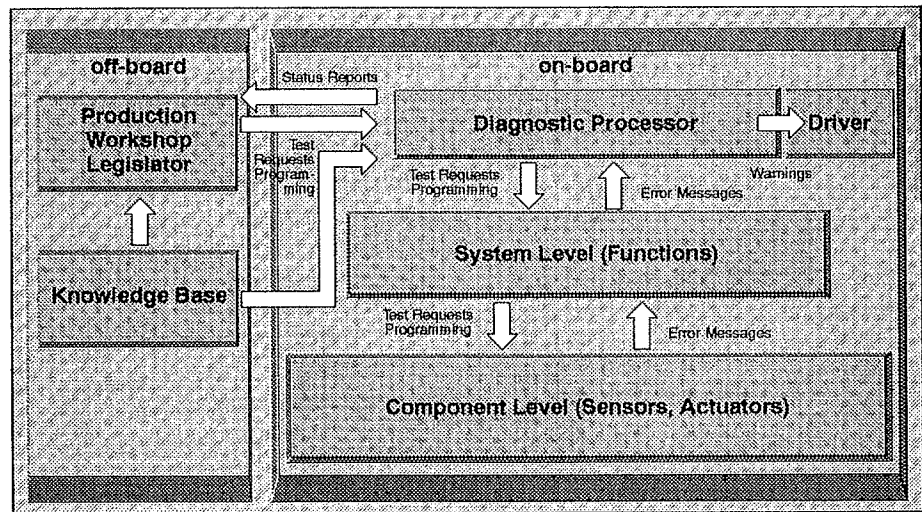 off-board
on-board
Status Reports
Production
Workshop
Legislator
Diagnostic Processor
Driver
Test
Requests
Program-
ming
Test Requests
Programming
Error Messages
Warnings
System Level (Functions)
Knowledge Base
Test Requests
Programming
Error Messages
Component Level (Sensors, Actuators)